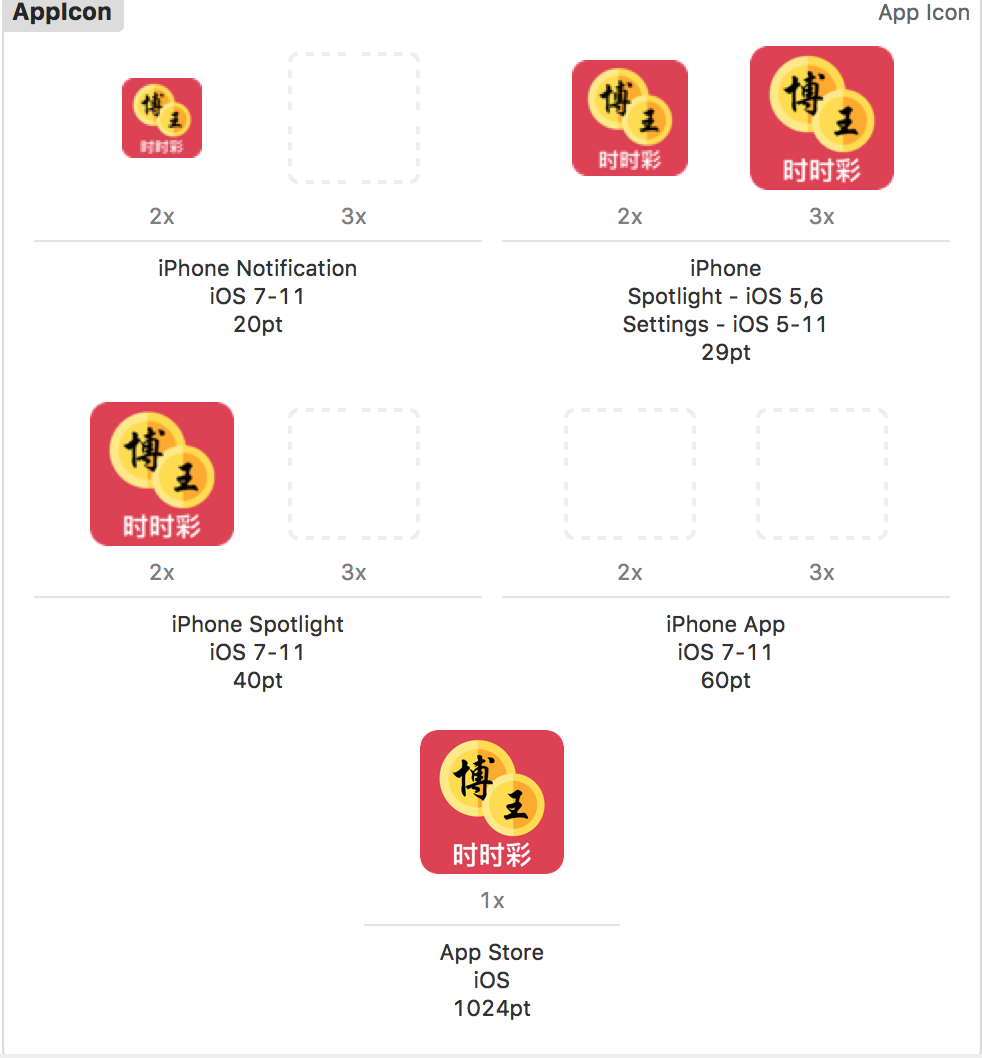 AppIcon
App Icon
博
王
时时彩
2x
3x
博
王
时时彩
2x
博
王
时时彩
3x
iPhone Notification
iOS 7-11
20pt
iPhone
Spotlight - iOS 5,6
Settings - iOS 5-11
29pt
博
王
时时彩
2x
3x
2x
3x
iPhone Spotlight
iOS 7-11
40pt
iPhone App
iOS 7-11
60pt
博
王
时时彩
1x
App Store
iOS
1024pt